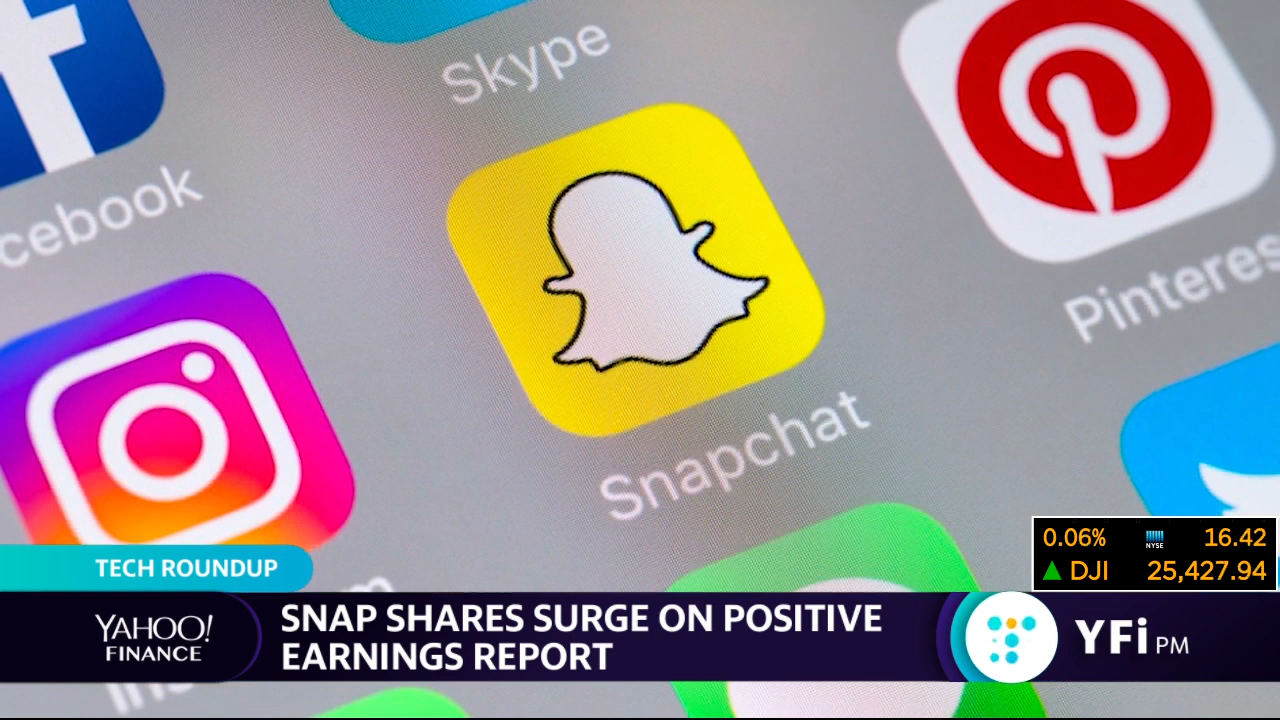 Skype
cebook
Pinteres
Snapchat
TECH ROUNDUP
0.06% NYSE 16.42
DJI 25,427.94
YAHOO!
FINANCE
SNAP SHARES SURGE ON POSITIVE
EARNINGS REPORT
YFi PM